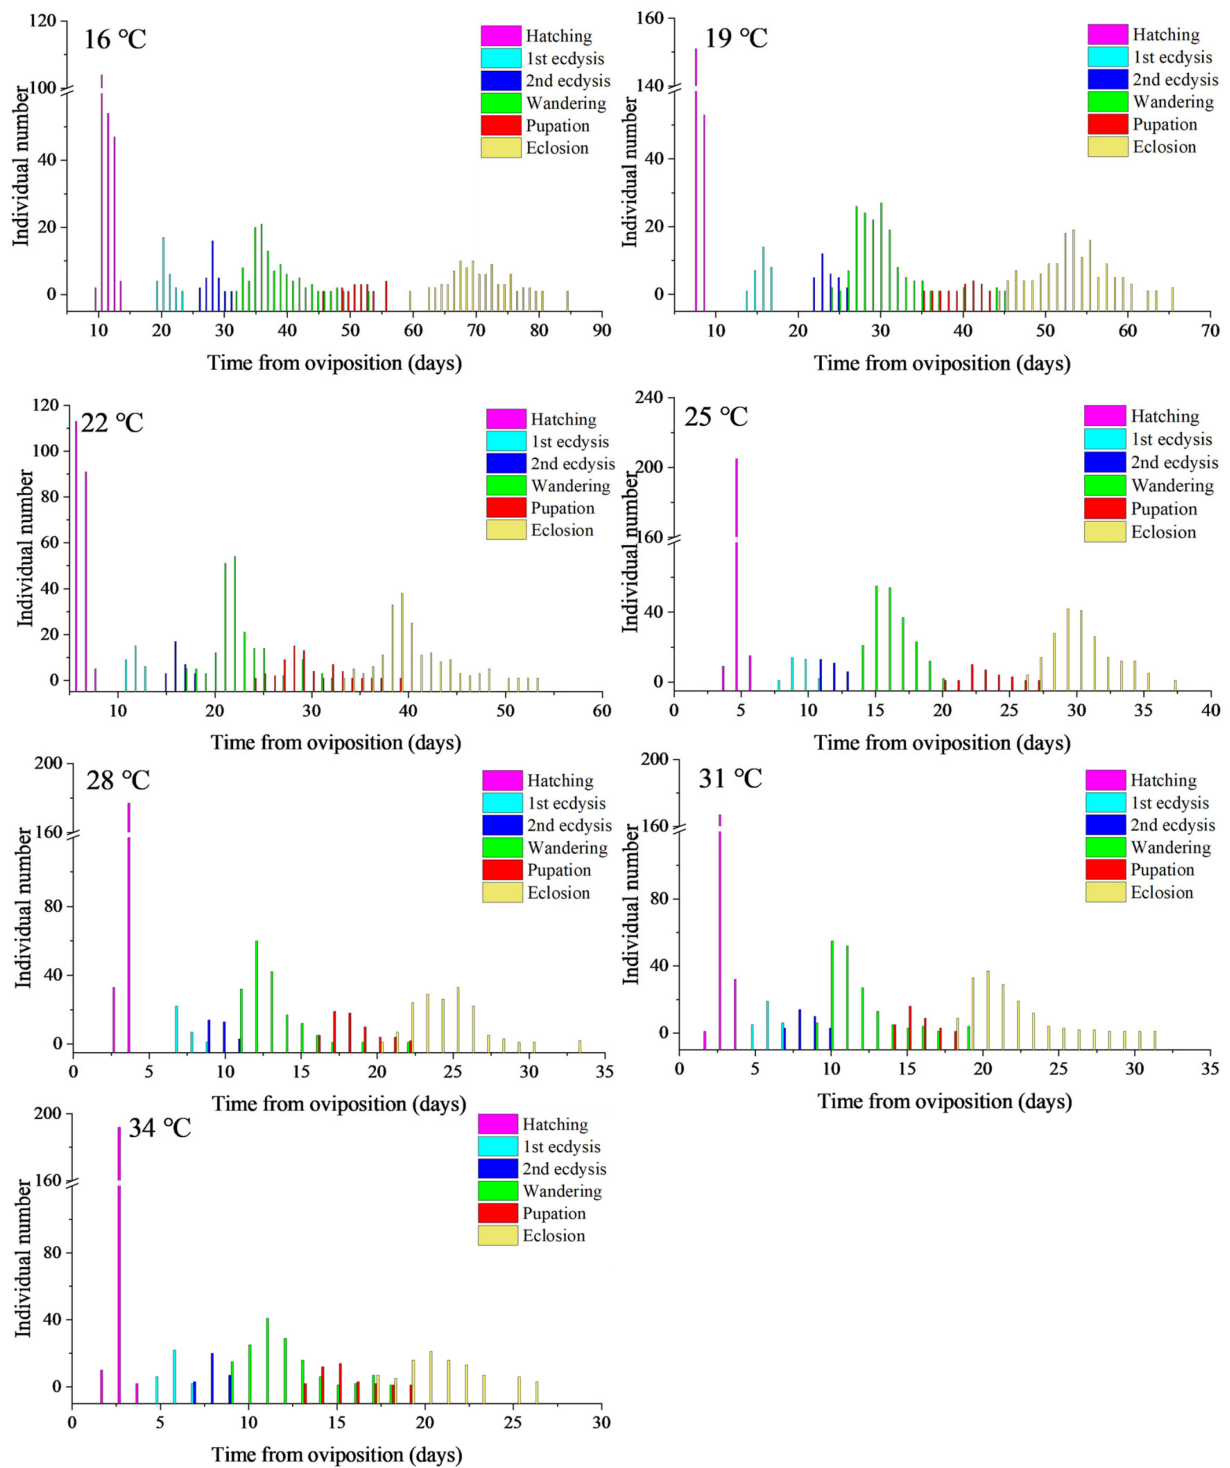 16 °C
Hatching
1st ecdysis
2nd ecdysis
Wandering
Pupation
Eclosion
Individual number
120
100
40
20
0
10 20 30 40 50 60 70 80 90
Time from oviposition (days)
19 °C
Hatching
1st ecdysis
2nd ecdysis
Wandering
Pupation
Eclosion
Individual number
160
140
40
20
0
10 20 30 40 50 60 70
Time from oviposition (days)
22 °C
Hatching
1st ecdysis
2nd ecdysis
Wandering
Pupation
Eclosion
Individual number
120
100
80
60
40
20
0
10 20 30 40 50 60
Time from oviposition (days)
25 °C
Hatching
1st ecdysis
2nd ecdysis
Wandering
Pupation
Eclosion
Individual number
240
200
160
40
0
0 5 10 15 20 25 30 35 40
Time from oviposition (days)
28 °C
Hatching
1st ecdysis
2nd ecdysis
Wandering
Pupation
Eclosion
Individual number
200
160
80
40
0
0 5 10 15 20 25 30 35
Time from oviposition (days)
31 °C
Hatching
1st ecdysis
2nd ecdysis
Wandering
Pupation
Eclosion
Individual number
200
160
80
40
0
0 5 10 15 20 25 30 35
Time from oviposition (days)
34 °C
Hatching
1st ecdysis
2nd ecdysis
Wandering
Pupation
Eclosion
Individual number
200
160
80
40
0
0 5 10 15 20 25 30
Time from oviposition (days)